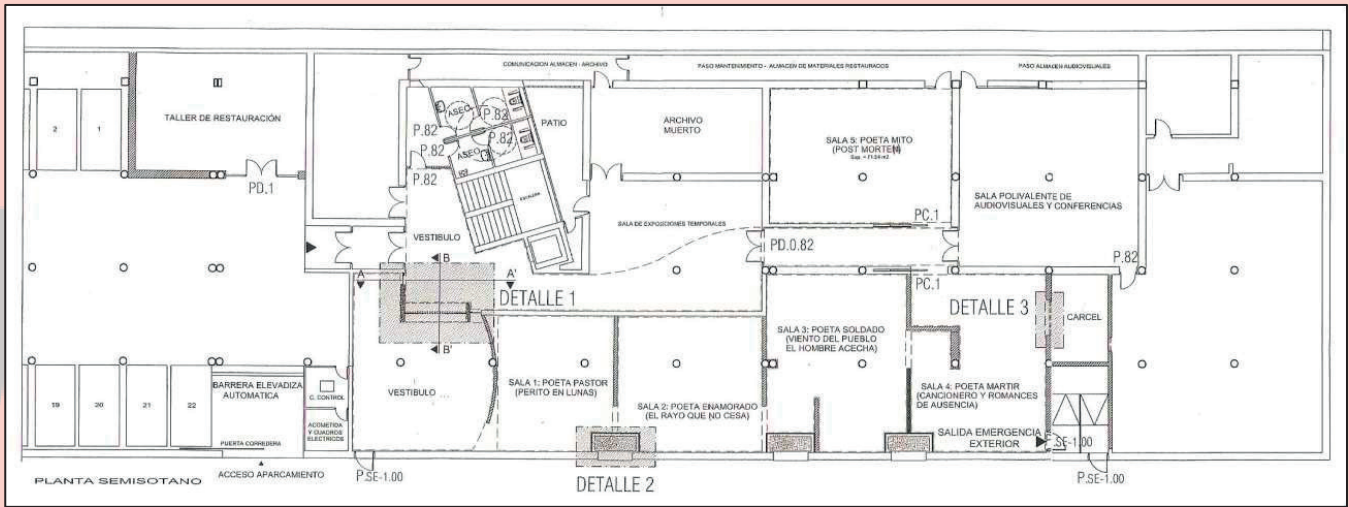 COMUNICACION ALMACEN - ARCHIVO
PASO MANTENIMIENTO - ALMACEN DE MATERIALES RESTAURADOS
PASO ALMACEN AUDIOVISUALES
2
1
TALLER DE RESTAURACIÓN
PD.1
ASEO
P.82
P.82
P.82
ASEO
P.82
PATIO
ESCALERA
ARCHIVO
MUERTO
SALA 5: POETA MITO
(POST MORTEM)
SALA POLIVALENTE DE
AUDIOVISUALES Y CONFERENCIAS
SALA DE EXPOSICIONES TEMPORALES
PC.1
VESTIBULO
PD.0.82
P.82
B
A
A'
PC.1
DETALLE 1
DETALLE 3
CARCEL
B'
SALA 3: POETA SOLDADO
(VIENTO DEL PUEBLO
EL HOMBRE ACECHA)
19
20
21
22
BARRERA ELEVADIZA
AUTOMATICA
C. CONTROL
VESTIBULO
SALA 1: POETA PASTOR
(PERITO EN LUNAS)
SALA 2: POETA ENAMORADO
(EL RAYO QUE NO CESA)
SALA 4: POETA MARTIR
(CANCIONERO Y ROMANCES
DE AUSENCIA)
ACOMETIDA
Y CUADROS
ELECTRICOS
PUERTA CORREDERA
SALIDA EMERGENCIA
EXTERIOR
P.SE-1.00
ACCESO APARCAMIENTO
PLANTA SEMISOTANO
P.SE-1.00
DETALLE 2
P.SE-1.00